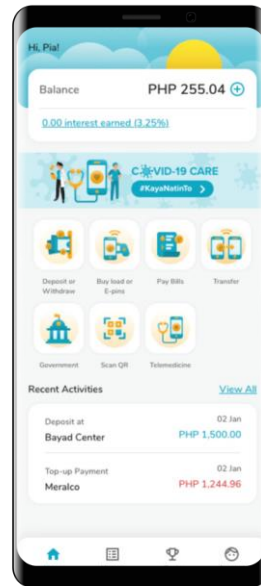 Hi, Pia!
Balance PHP 255.04
0.00 interest earned (3.25%)
COVID-19 CARE
#KayaNatinTo
Deposit or
Withdraw
Buy load or
E-pins
Pay Bills
Transfer
Government
Scan QR
Telemedicine
Recent Activities View All
Deposit at 02 Jan
Bayad Center PHP 1,500.00
Top-up Payment 02 Jan
Meralco PHP 1,244.96